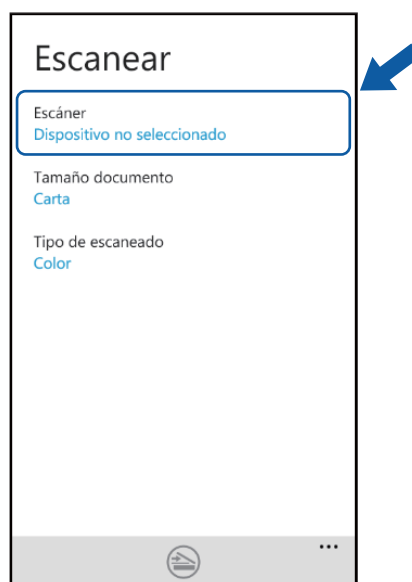 Escanear
Escáner
Dispositivo no seleccionado
Tamaño documento
Carta
Tipo de escaneado
Color